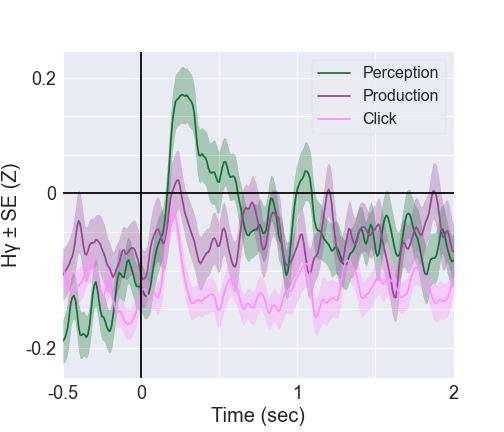 Perception
Production
Click
0.2
0
-0.2
Hγ ± SE (Z)
-0.5
0
1
2
Time (sec)